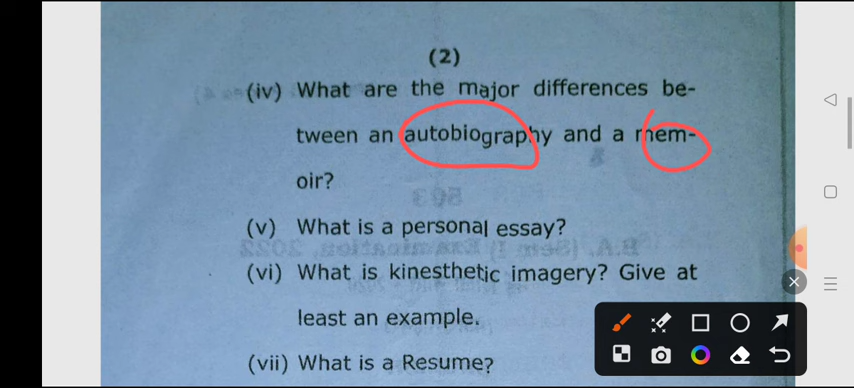 (2)
(iv) What are the major differences be-
tween an autobiography and a mem-
oir?
(v) What is a personal essay?
(vi) What is kinesthetic imagery? Give at
least an example.
(vii) What is a Resume?